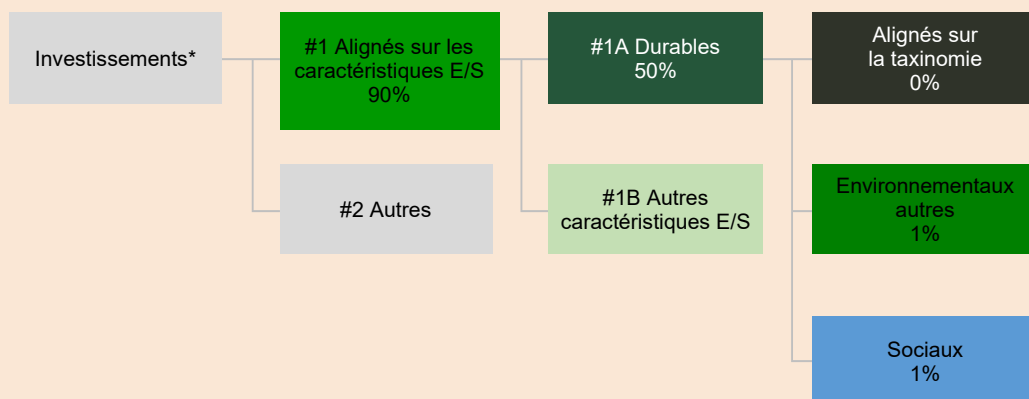 Investissements*
#1 Alignés sur les
caractéristiques E/S
90%
#1A Durables
50%
Alignés sur
la taxinomie
0%
#2 Autres
#1B Autres
caractéristiques E/S
Environnementaux
autres
1%
Sociaux
1%